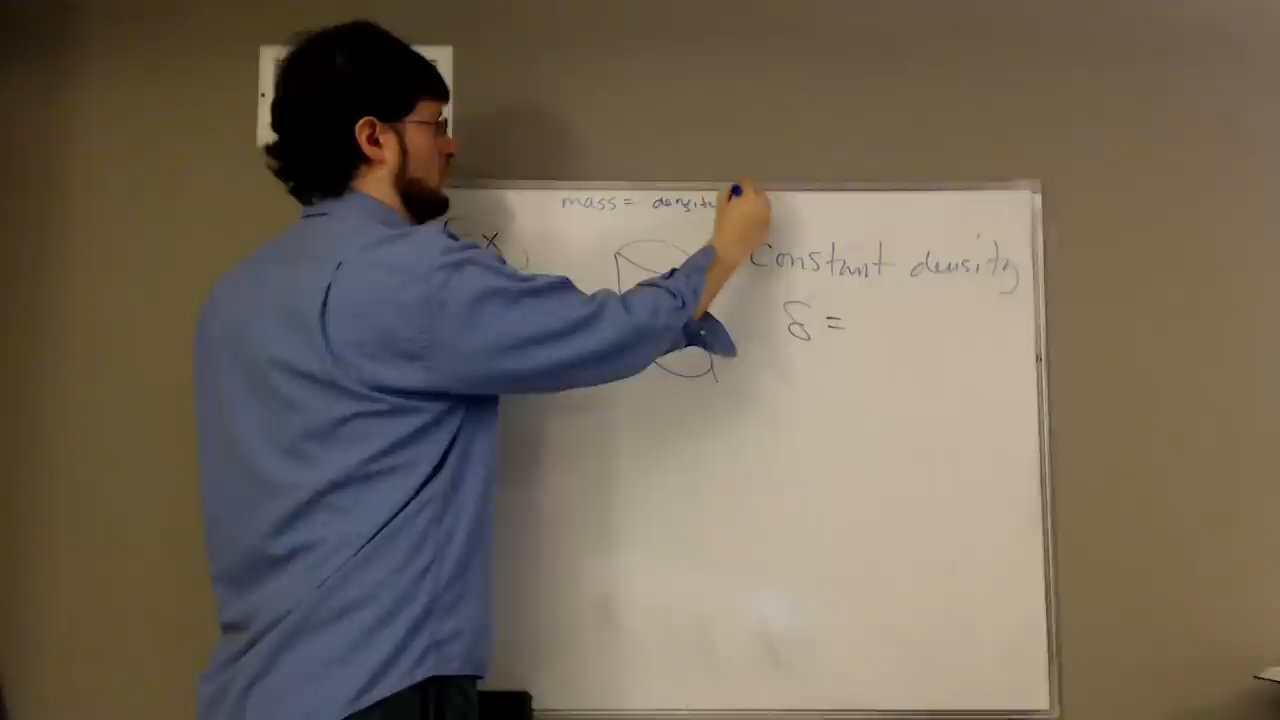 mass = density
x
Constant density
δ =